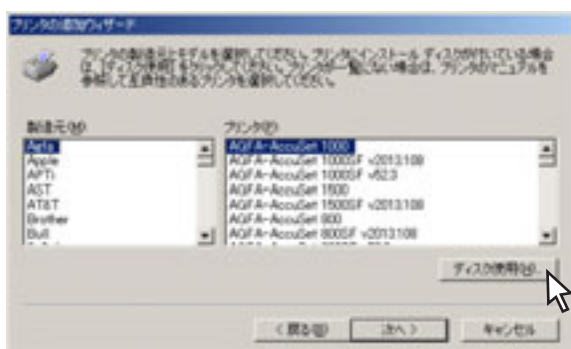 プリンタの追加ウィザード
プリンタの製造元とモデルを選択してください。プリンタにインストール ディスクが付いている場合
は、[ディスク使用] をクリックしてください。プリンタが一覧にない場合は、プリンタのマニュアルを
参照して互換性のあるプリンタを選択してください。
製造元(M)
プリンタ(P)
Agfa
Apple
APTi
AST
AT&T
Brother
Bull
AGFA-AccuSet 1000
AGFA-AccuSet 1000SF v2013.108
AGFA-AccuSet 1000SF v52.3
AGFA-AccuSet 1500
AGFA-AccuSet 1500SF v2013.108
AGFA-AccuSet 800
AGFA-AccuSet 800SF v2013.108
ディスク使用(H)...
< 戻る(B)
次へ >
キャンセル